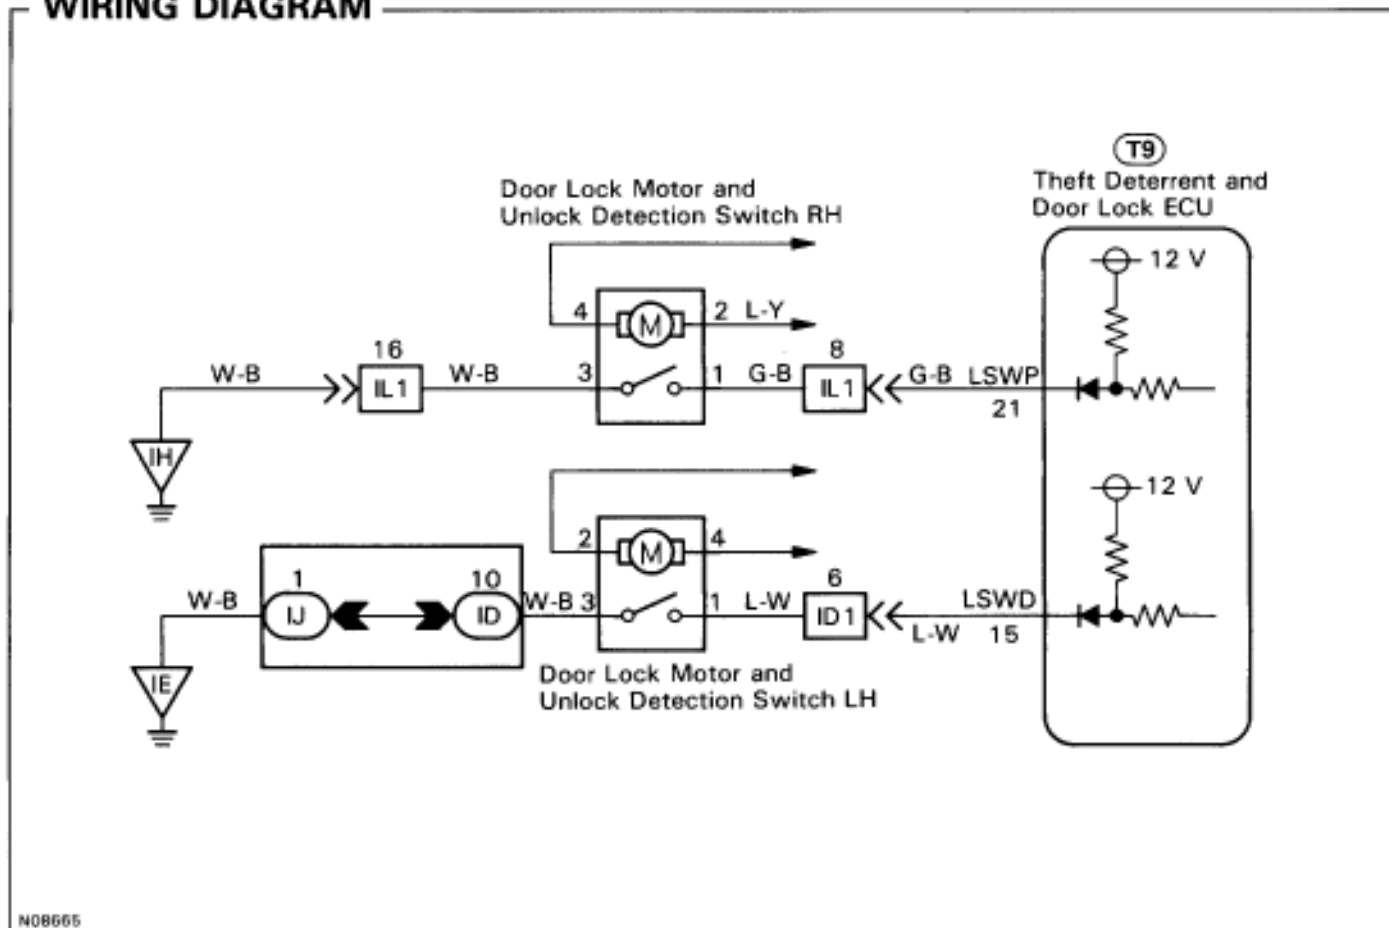 WIRING DIAGRAM
T9
Theft Deterrent and
Door Lock ECU
Door Lock Motor and
Unlock Detection Switch RH
12 V
4
M
2 L-Y
16
8
W-B
IL1
W-B
3
1
G-B
IL1
G-B
LSWP
21
IH
12 V
2
M
4
1
10
6
W-B
IJ
ID
W-B 3
1
L-W
ID1
L-W
LSWD
15
IE
Door Lock Motor and
Unlock Detection Switch LH
N08665